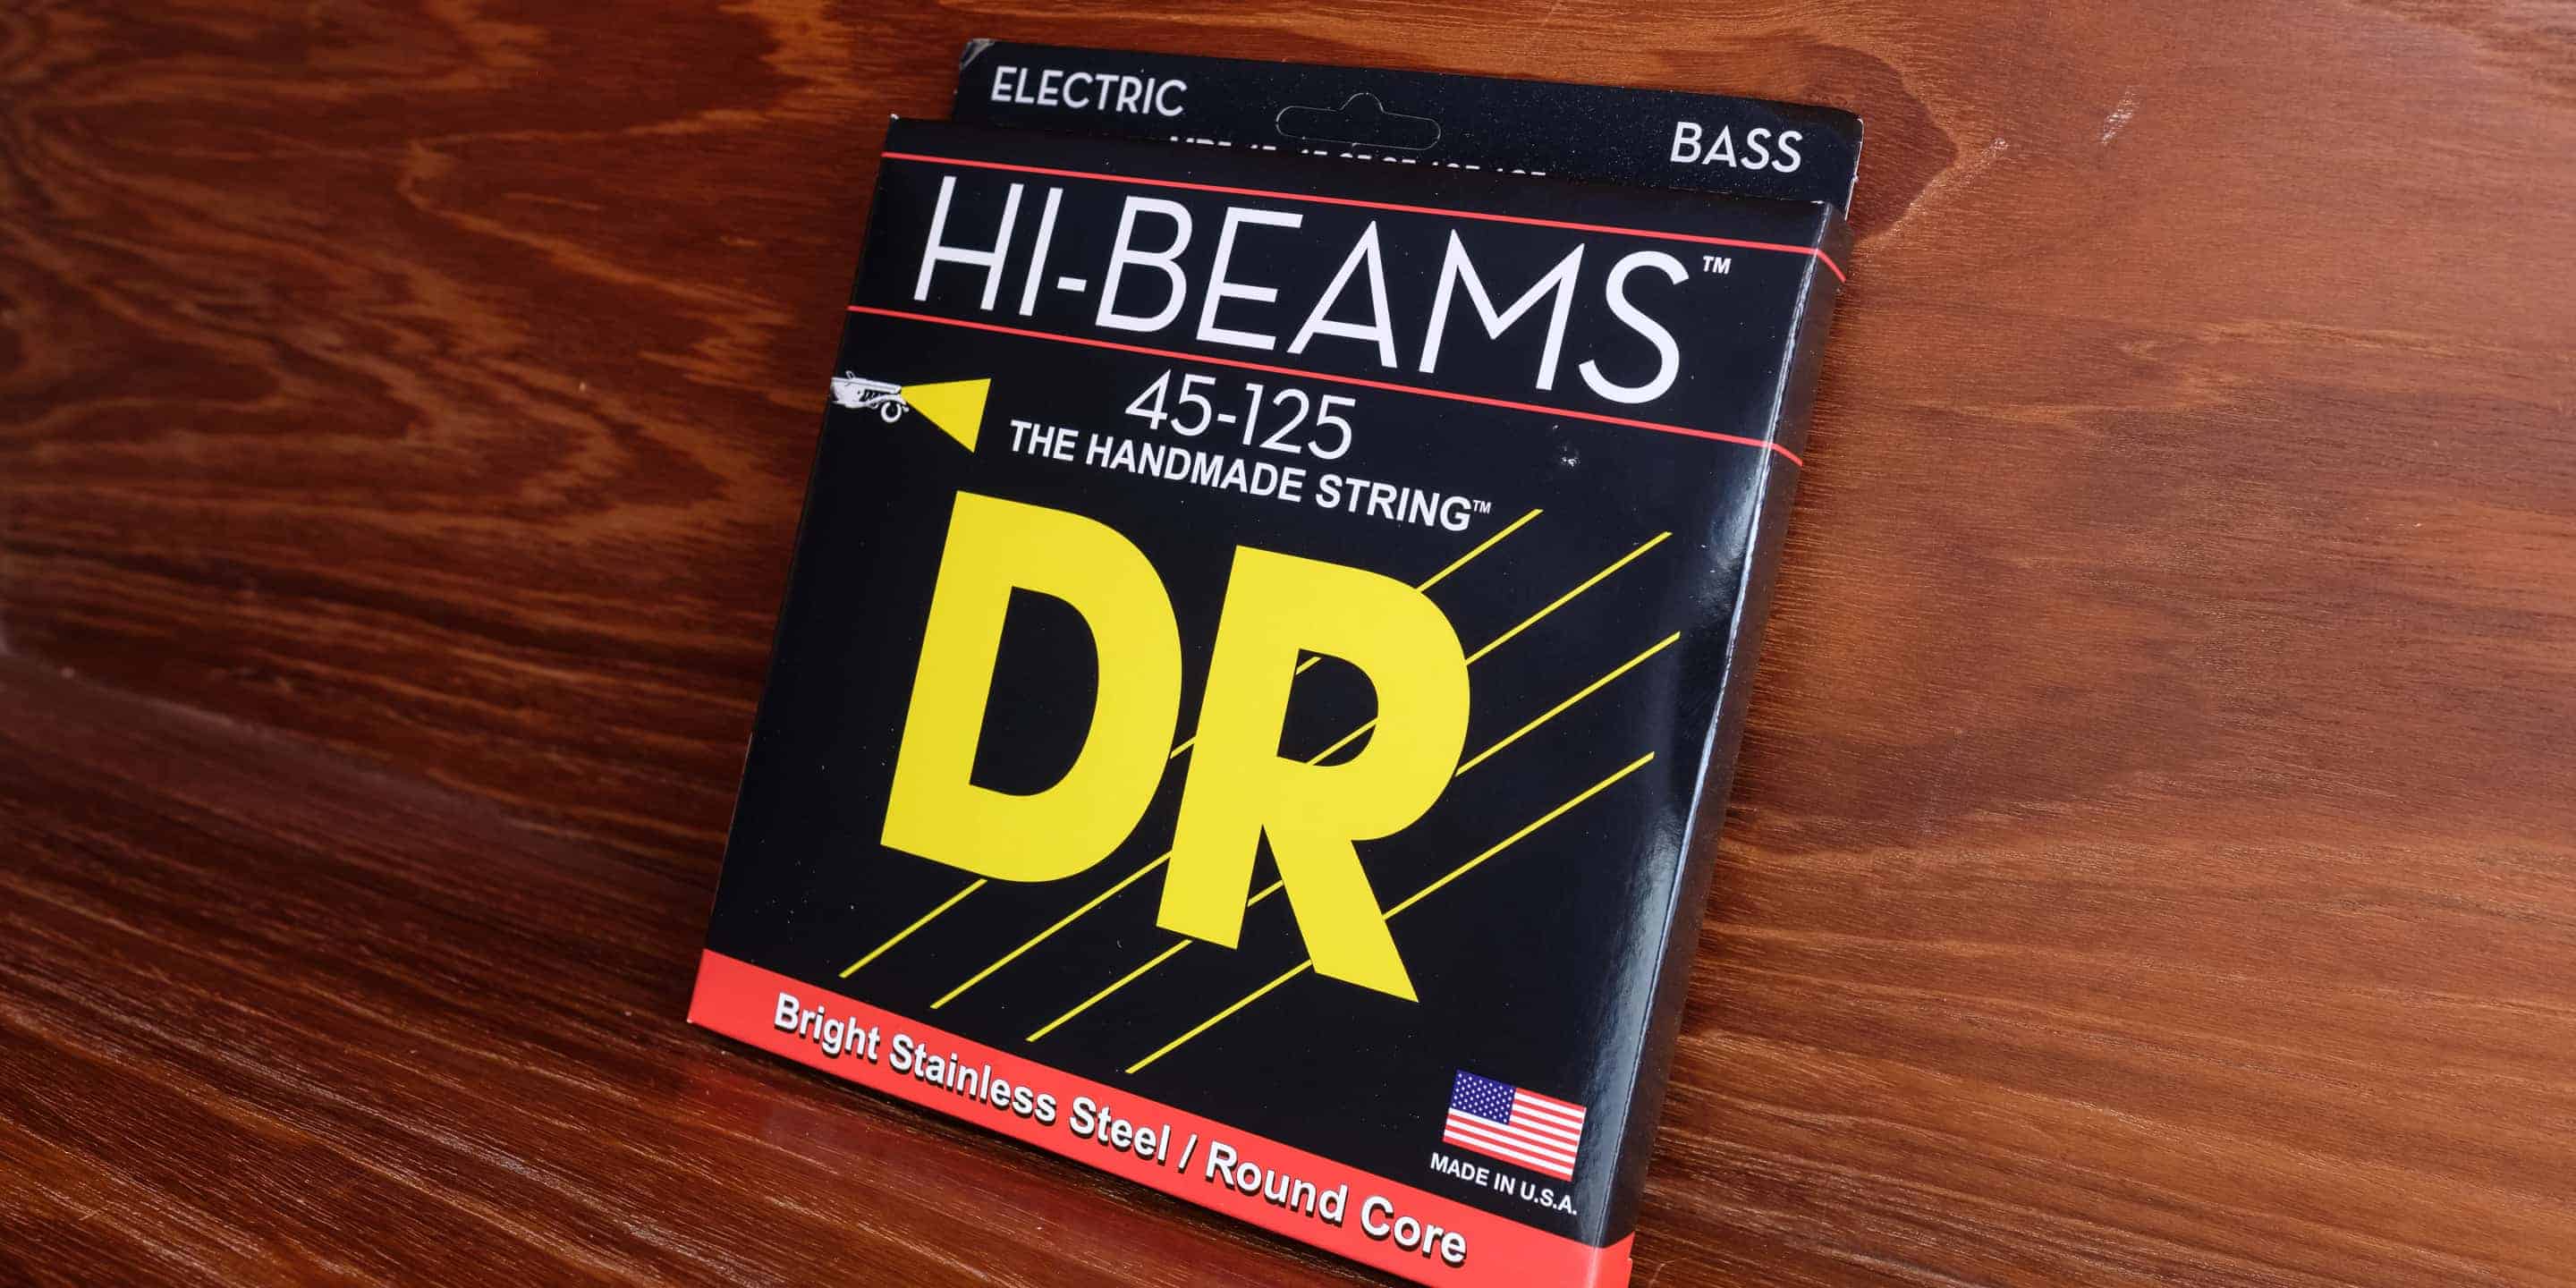 ELECTRIC
BASS
HI-BEAMS™
45-125
THE HANDMADE STRING™
DR
MADE IN U.S.A.
Bright Stainless Steel / Round Core